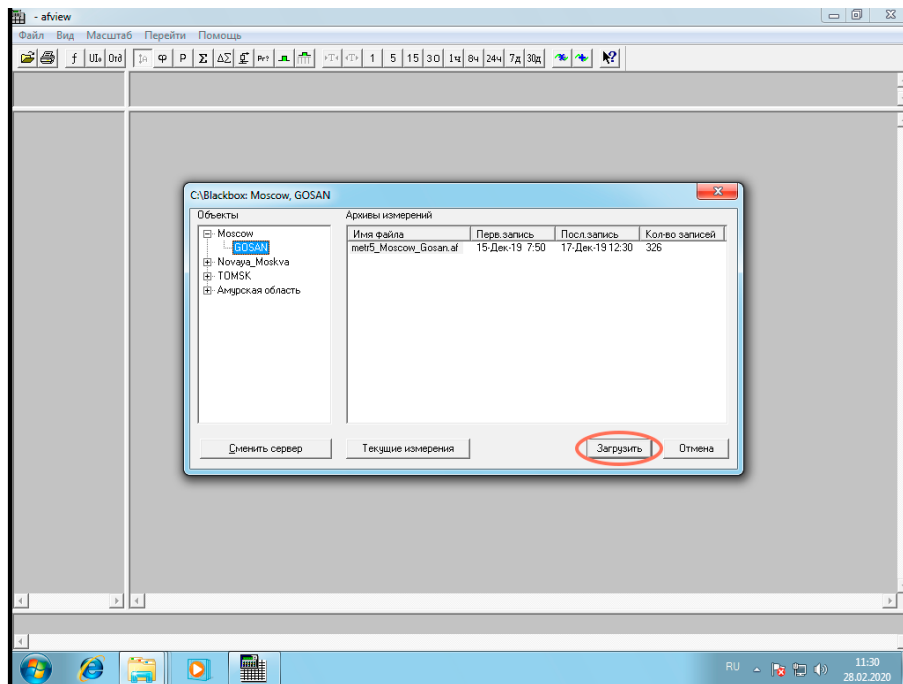 - afview
Файл Вид Масштаб Перейти Помощь
f UI₀ 0τδ φ P Σ ΔΣ Pr? 1 5 15 30 1ч 8ч 24ч 7д 30д
C:\Blackbox: Moscow, GOSAN
Объекты Архивы измерений
Имя файла Перв.запись Посл.запись Кол-во записей
Moscow
GOSAN
Novaya_Moskva
TOMSK
Амурская область
metr5_Moscow_Gosan.af 15-Дек-19 7:50 17-Дек-19 12:30 326
Сменить сервер Текущие измерения Загрузить Отмена
RU 11:30
28.02.2020